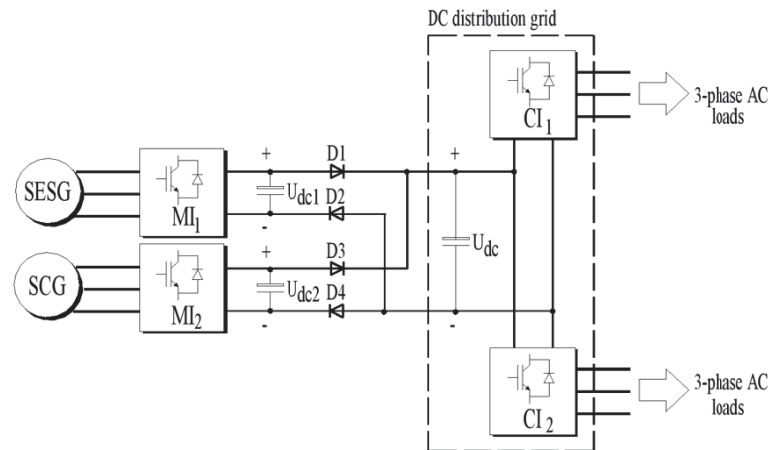 DC distribution grid
CI1
3-phase AC
loads
SESG
MI1
+
Udc1
-
D1
D2
+
Udc
-
SCG
MI2
+
Udc2
-
D3
D4
CI2
3-phase AC
loads